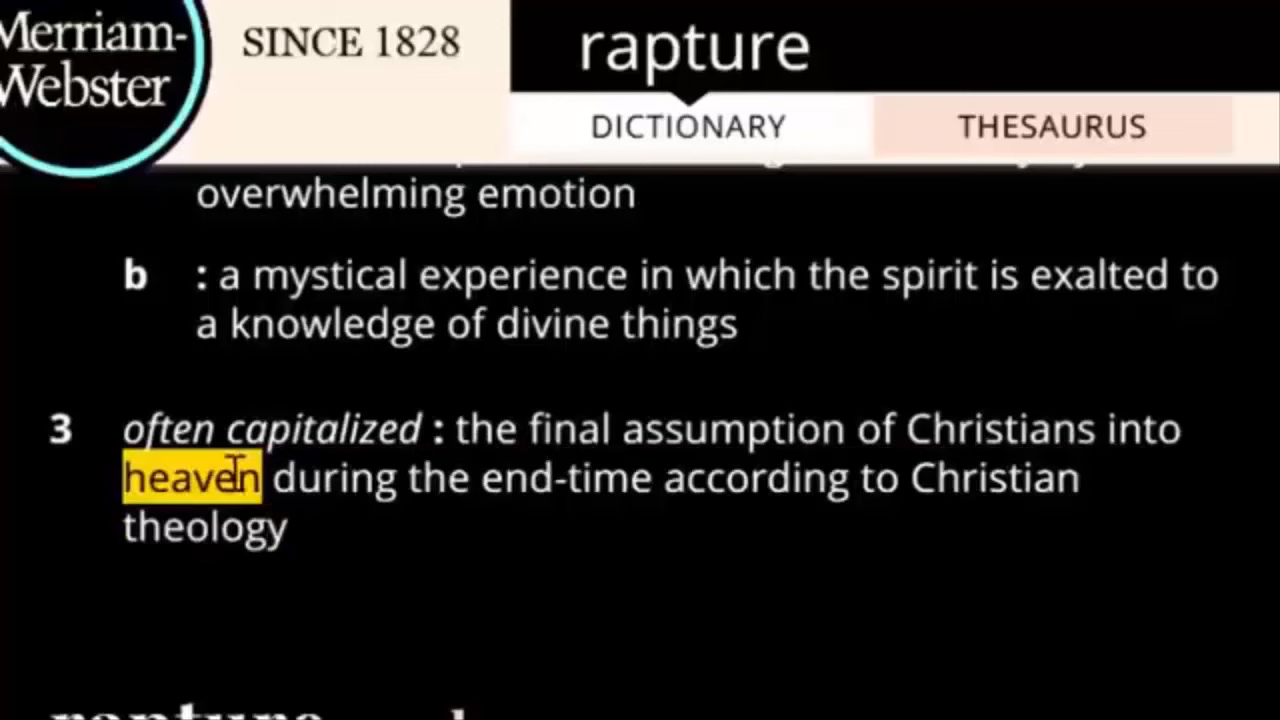 Merriam-
Webster
SINCE 1828
rapture
DICTIONARY
THESAURUS
overwhelming emotion
b : a mystical experience in which the spirit is exalted to
a knowledge of divine things
3 often capitalized : the final assumption of Christians into
heaven during the end-time according to Christian
theology
rapture